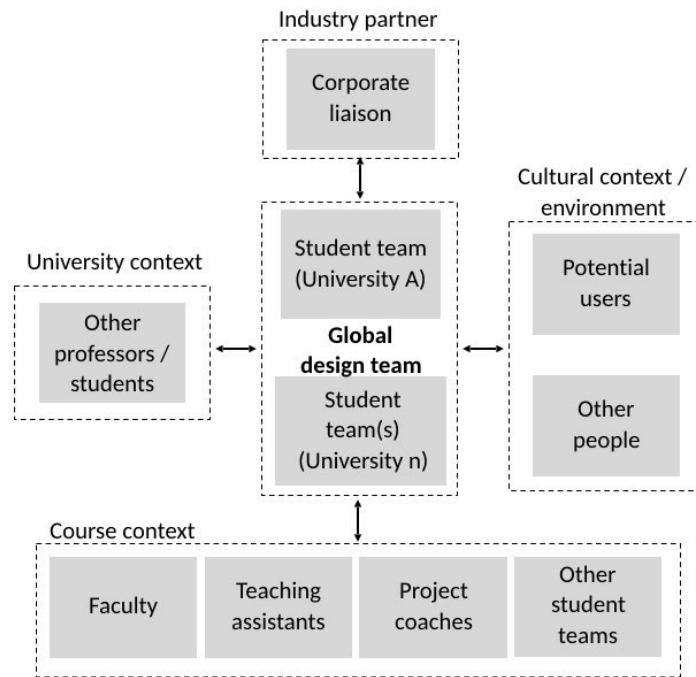 Industry partner
Corporate
liaison
Cultural context /
environment
Student team
(University A)
Potential
users
University context
Other
professors /
students
Global
design team
Student
team(s)
(University n)
Other
people
Course context
Faculty
Teaching
assistants
Project
coaches
Other
student
teams